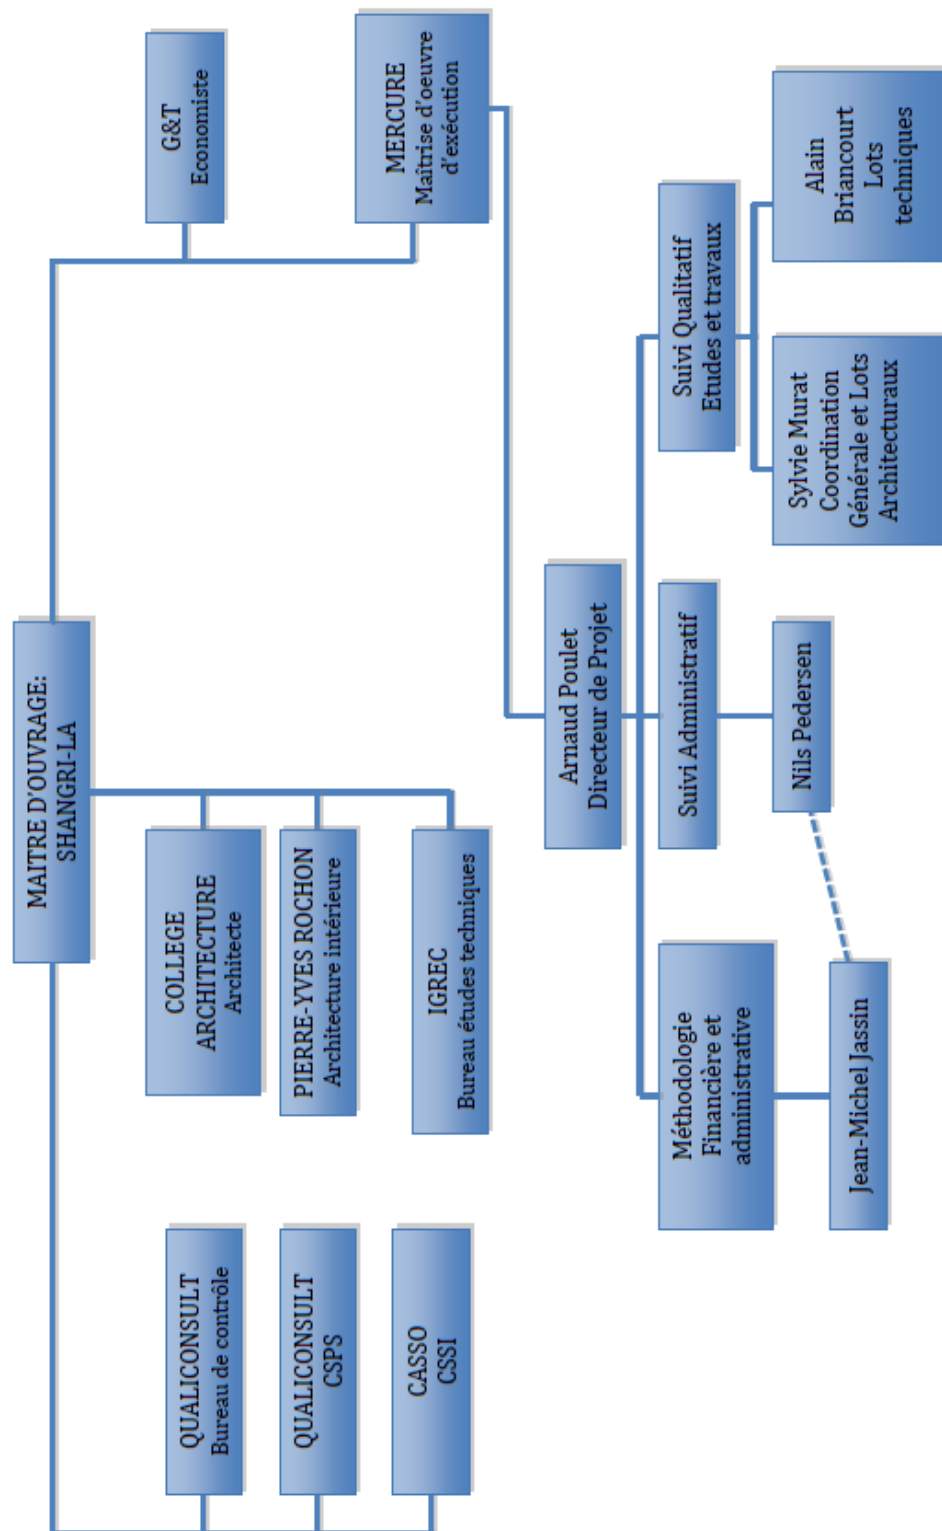 MAITRE D'OUVRAGE:
SHANGRI-LA
QUALICONSULT
Bureau de contrôle
QUALICONSULT
CSPS
CASSO
CSSI
COLLEGE
ARCHITECTURE
Architecte
PIERRE-YVES ROCHON
Architecture intérieure
IGREC
Bureau études techniques
G&T
Economiste
MERCURE
Maîtrise d'oeuvre
d'exécution
Arnaud Poulet
Directeur de Projet
Méthodologie
Financière et
administrative
Jean-Michel Jassin
Suivi Administratif
Nils Pedersen
Suivi Qualitatif
Etudes et travaux
Sylvie Murat
Coordination
Générale et Lots
Architecturaux
Alain
Briancourt
Lots
techniques